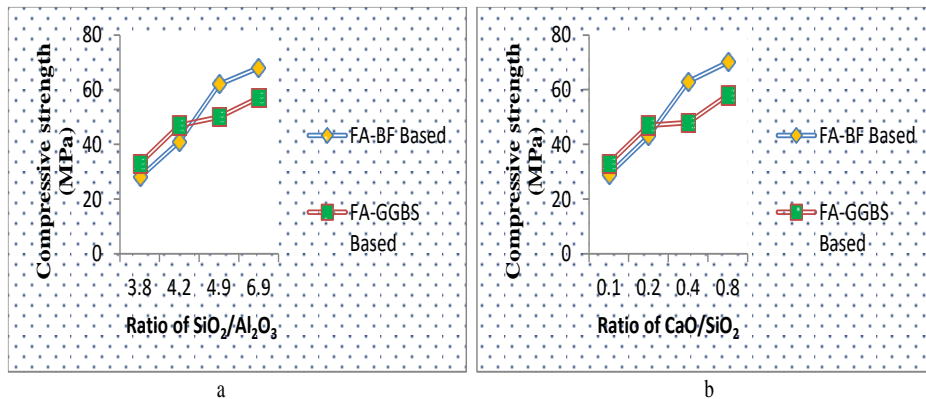 Compressive strength
(MPa)
80
60
40
20
0
3.8 4.2 4.9 6.9
Ratio of SiO₂/Al₂O₃
FA-BF Based
FA-GGBS
Based
a
Compressive strength
(MPa)
80
60
40
20
0
0.1 0.2 0.4 0.8
Ratio of CaO/SiO₂
FA-BF Based
FA-GGBS
Based
b